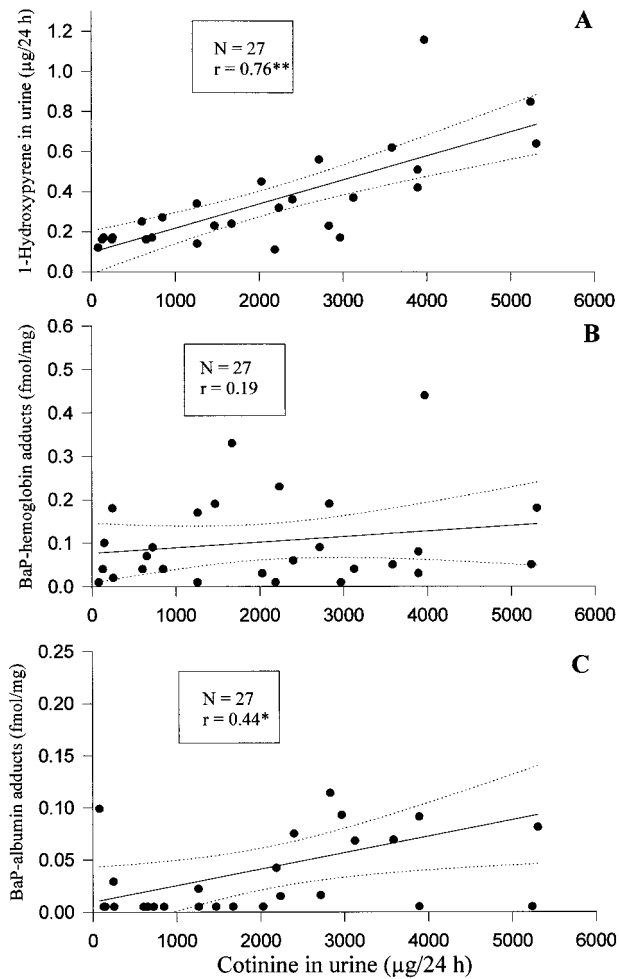 A
1-Hydroxypyrene in urine (µg/24 h)
N = 27
r = 0.76**
1.2
1.0
0.8
0.6
0.4
0.2
0.0
0 1000 2000 3000 4000 5000 6000
B
BaP-hemoglobin adducts (fmol/mg)
N = 27
r = 0.19
0.6
0.5
0.4
0.3
0.2
0.1
0.0
0 1000 2000 3000 4000 5000 6000
C
BaP-albumin adducts (fmol/mg)
N = 27
r = 0.44*
0.25
0.20
0.15
0.10
0.05
0.00
0 1000 2000 3000 4000 5000 6000
Cotinine in urine (µg/24 h)